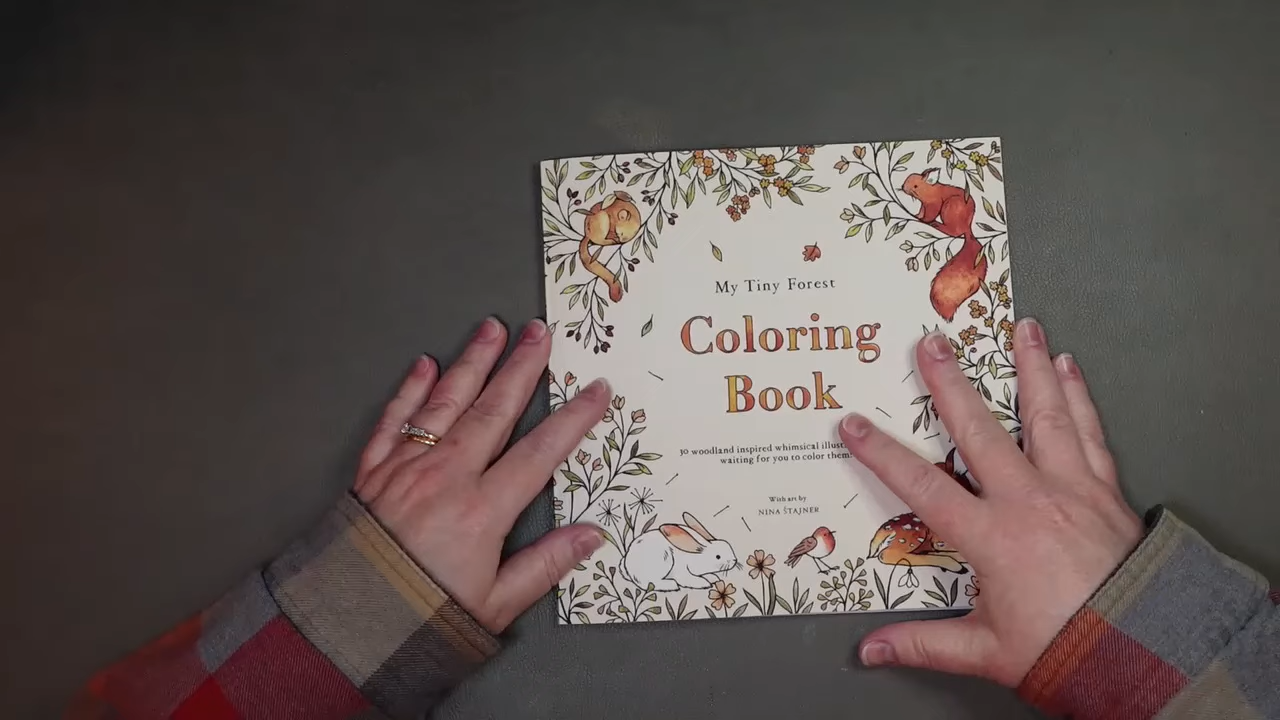 My Tiny Forest
Coloring
Book
30 woodland inspired whimsical
waiting for you to color them
With art by
NINA ŠTAJNER